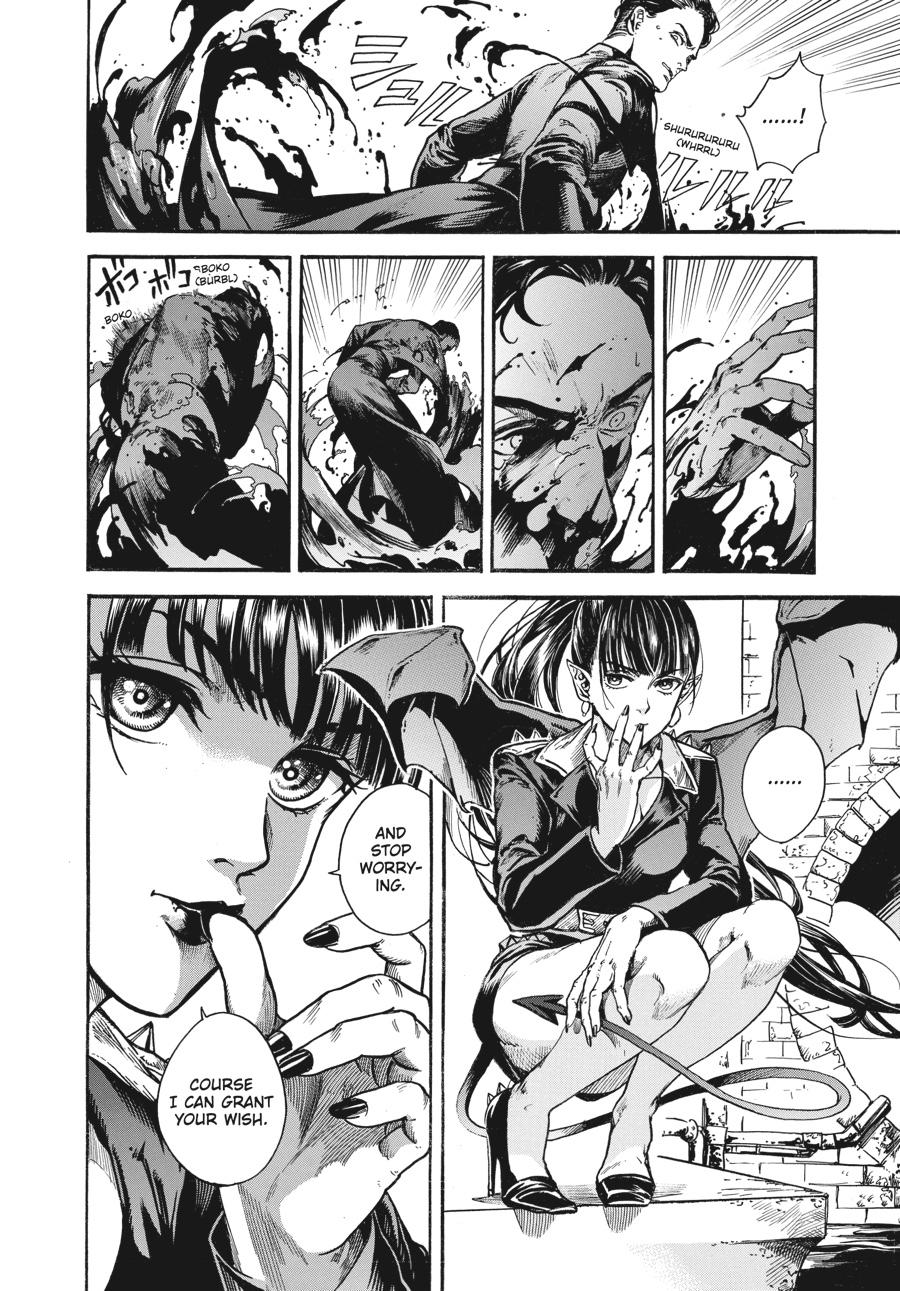 ......!
シュルル
SHURURURURU
(WHRRL)
ルルル
ボコ
ボコ
BOKO
(BURBL)
BOKO
......
AND
STOP
WORRY-
ING.
COURSE
I CAN GRANT
YOUR WISH.